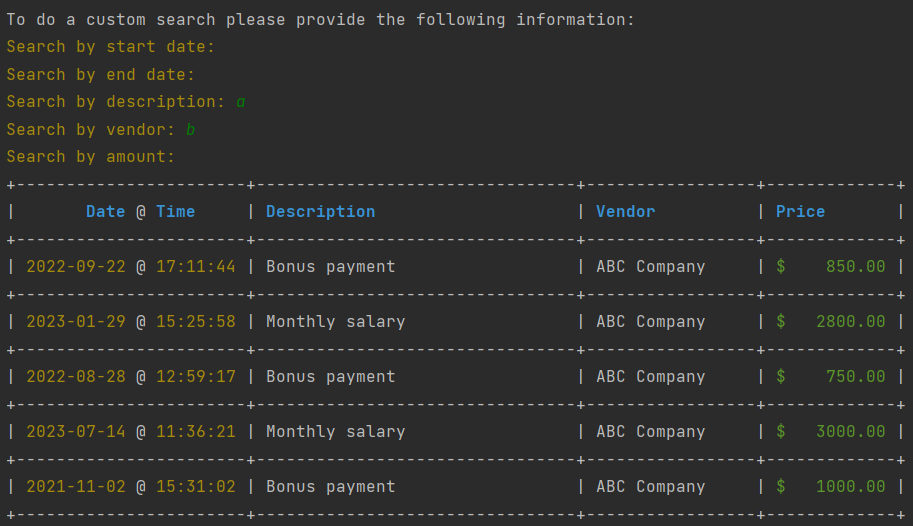 To do a custom search please provide the following information:
Search by start date:
Search by end date:
Search by description: a
Search by vendor: b
Search by amount:
+-----------------------+--------------------------------+-----------------+-------------+
|       Date @ Time     | Description                    | Vendor          | Price       |
+-----------------------+--------------------------------+-----------------+-------------+
| 2022-09-22 @ 17:11:44 | Bonus payment                  | ABC Company     | $    850.00 |
+-----------------------+--------------------------------+-----------------+-------------+
| 2023-01-29 @ 15:25:58 | Monthly salary                 | ABC Company     | $   2800.00 |
+-----------------------+--------------------------------+-----------------+-------------+
| 2022-08-28 @ 12:59:17 | Bonus payment                  | ABC Company     | $    750.00 |
+-----------------------+--------------------------------+-----------------+-------------+
| 2023-07-14 @ 11:36:21 | Monthly salary                 | ABC Company     | $   3000.00 |
+-----------------------+--------------------------------+-----------------+-------------+
| 2021-11-02 @ 15:31:02 | Bonus payment                  | ABC Company     | $   1000.00 |
+-----------------------+--------------------------------+-----------------+-------------+